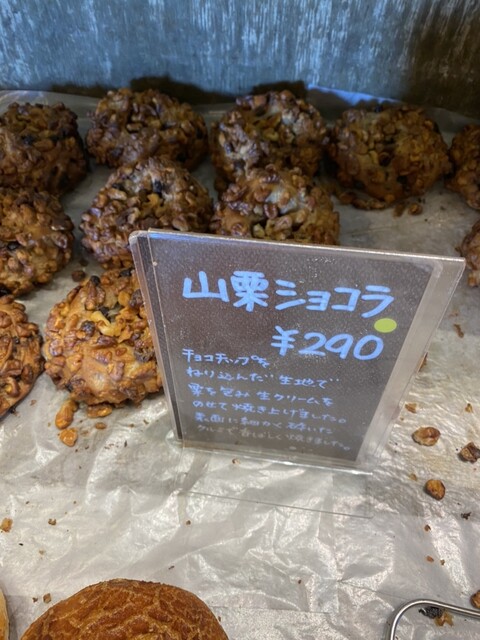 山栗ショコラ
¥290
チョコチップを
ねり込んだ生地で
栗を包み生クリームを
のせて焼き上げました。
表面に細かく砕いた
クルミで香ばしく焼きました。